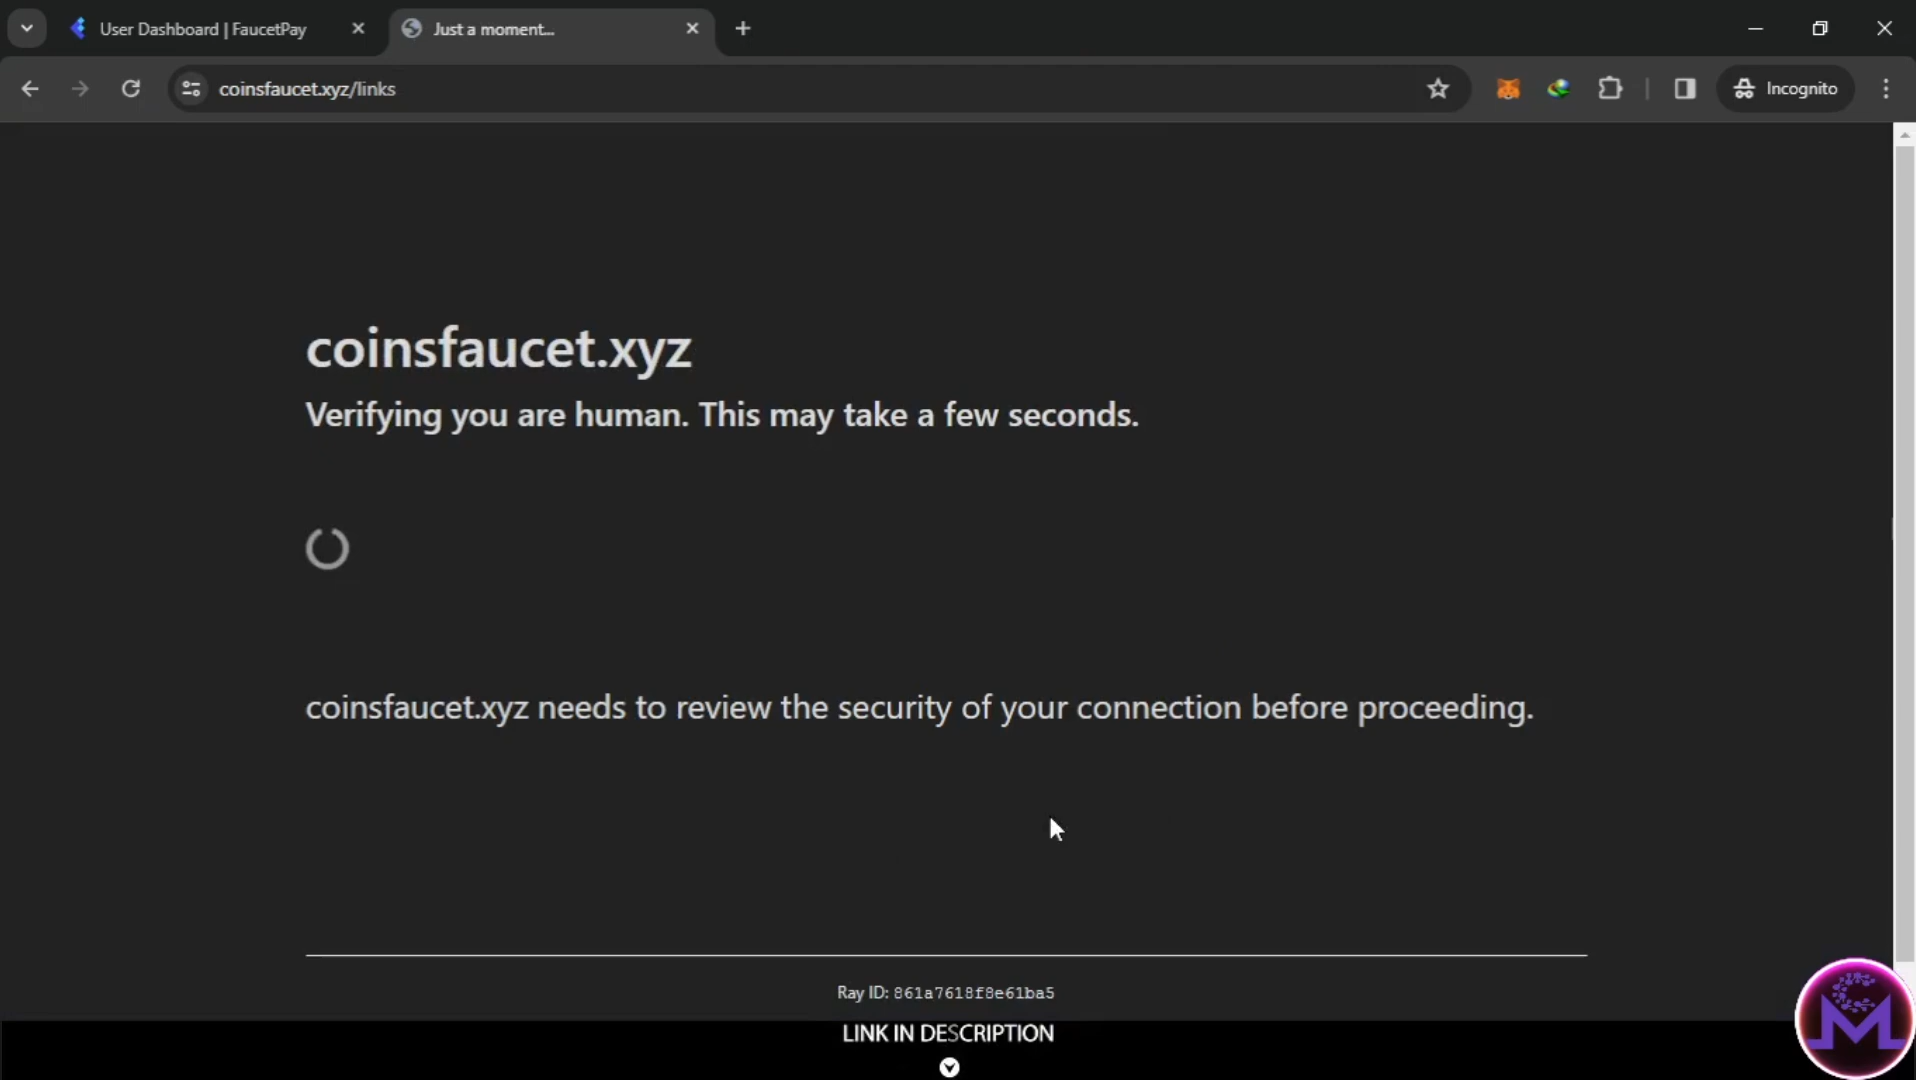 User Dashboard | FaucetPay
Just a moment...
coinsfaucet.xyz/links
Incognito
coinsfaucet.xyz
Verifying you are human. This may take a few seconds.
coinsfaucet.xyz needs to review the security of your connection before proceeding.
Ray ID: 861a7618f8e61ba5
LINK IN DESCRIPTION